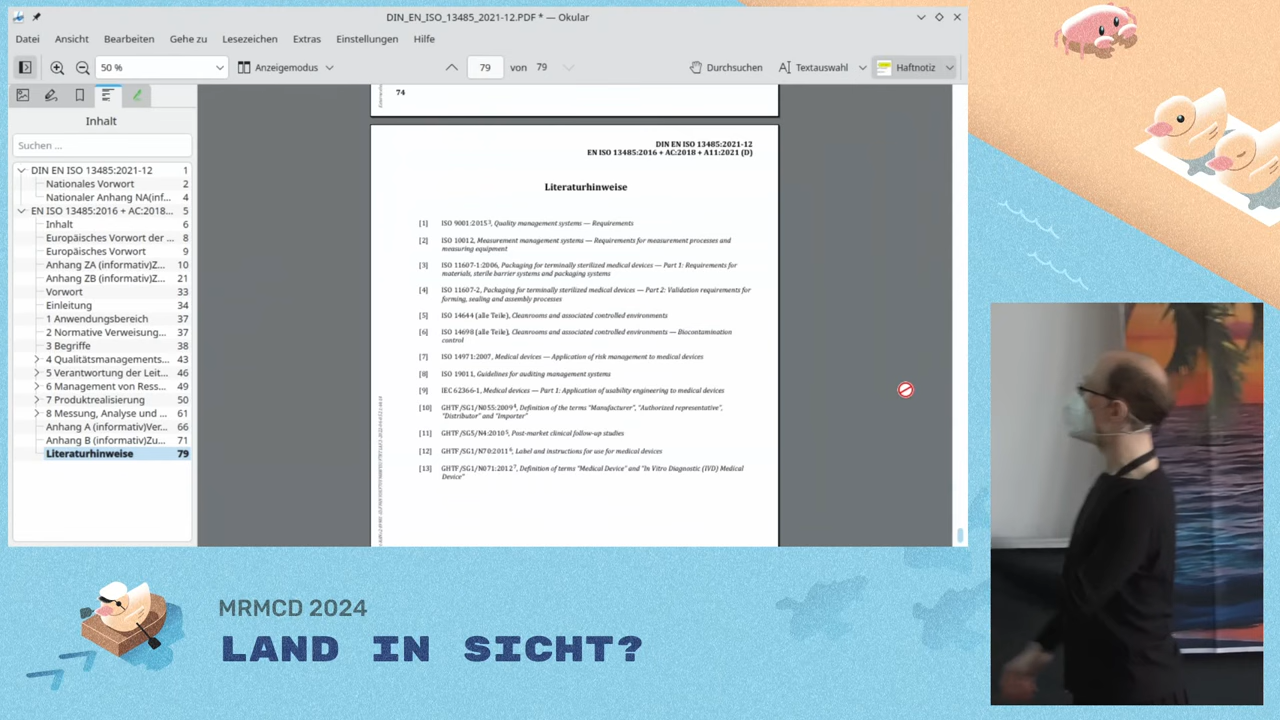 DIN_EN_ISO_13485_2021-12.PDF * — Okular
Datei Ansicht Bearbeiten Gehe zu Lesezeichen Extras Einstellungen Hilfe
50 % Anzeigemodus 79 von 79 Durchsuchen Textauswahl Haftnotiz
Inhalt
Suchen ...
DIN EN ISO 13485:2021-12 1
Nationales Vorwort 2
Nationaler Anhang NA(inf... 4
EN ISO 13485:2016 + AC:2018... 5
Inhalt 6
Europäisches Vorwort der ... 8
Europäisches Vorwort 9
Anhang ZA (informativ)Z... 10
Anhang ZB (informativ)Z... 21
Vorwort 33
Einleitung 34
1 Anwendungsbereich 37
2 Normative Verweisung... 37
3 Begriffe 38
4 Qualitätsmanagements... 44
5 Verantwortung der Leit... 46
6 Management von Ress... 49
7 Produktrealisierung 50
8 Messung, Analyse und ... 61
Anhang A (informativ)Ver... 66
Anhang B (informativ)Zu... 71
Literaturhinweise 79
74
DIN EN ISO 13485:2021-12
EN ISO 13485:2016 + AC:2018 + A11:2021 (D)
Literaturhinweise
[1] ISO 9001:2015³, Quality management systems — Requirements
[2] ISO 10012, Measurement management systems — Requirements for measurement processes and
measuring equipment
[3] ISO 11607-1:2006, Packaging for terminally sterilized medical devices — Part 1: Requirements for
materials, sterile barrier systems and packaging systems
[4] ISO 11607-2, Packaging for terminally sterilized medical devices — Part 2: Validation requirements for
forming, sealing and assembly processes
[5] ISO 14644 (alle Teile), Cleanrooms and associated controlled environments
[6] ISO 14698 (alle Teile), Cleanrooms and associated controlled environments — Biocontamination
control
[7] ISO 14971:2007, Medical devices — Application of risk management to medical devices
[8] ISO 19011, Guidelines for auditing management systems
[9] IEC 62366-1, Medical devices — Part 1: Application of usability engineering to medical devices
[10] GHTF/SG1/N055:2009⁴, Definition of the terms "Manufacturer", "Authorized representative",
"Distributor" and "Importer"
[11] GHTF/SG5/N4:2010⁵, Post-market clinical follow-up studies
[12] GHTF/SG1/N70:2011⁶, Label and instructions for use for medical devices
[13] GHTF/SG1/N071:2012⁷, Definition of terms "Medical Device" and "In Vitro Diagnostic (IVD) Medical
Device"
MRMCD 2024
LAND IN SICHT?